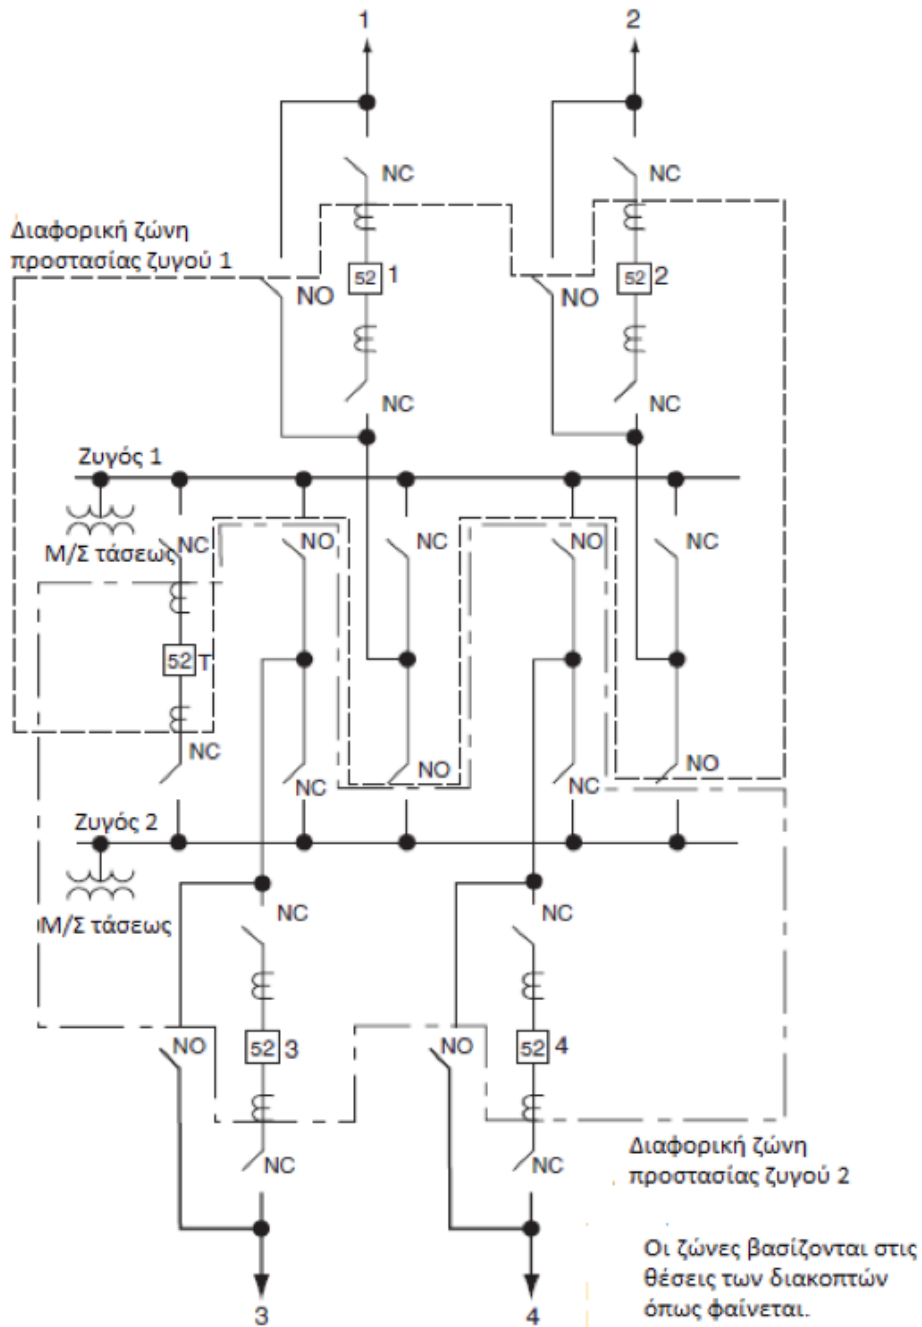 1 2
NC NC
Διαφορική ζώνη
προστασίας ζυγού 1
52 1 52 2
NO NO
NC NC
Ζυγός 1
Μ/Σ τάσεως NC NO NC NO NC
52 T
NC NC NO NC NO
Ζυγός 2
Μ/Σ τάσεως NC NC
NO 52 3 NO 52 4
NC NC
Διαφορική ζώνη
προστασίας ζυγού 2
Οι ζώνες βασίζονται στις
θέσεις των διακοπτών
όπως φαίνεται.
3 4